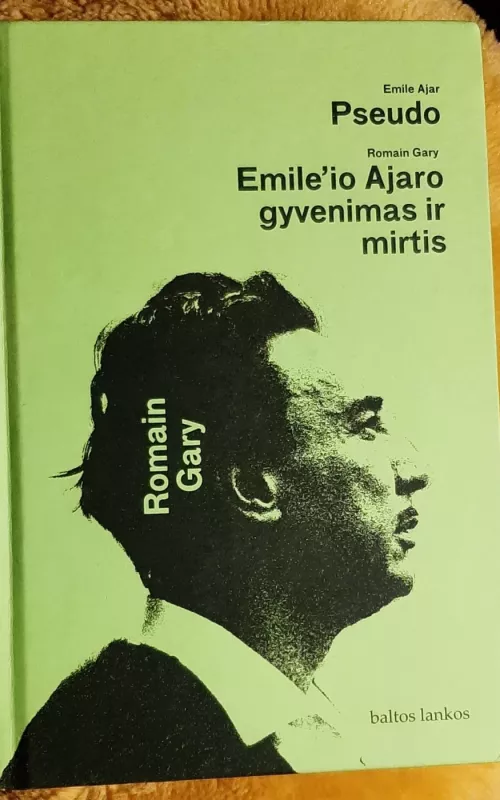 Emile Ajar
Pseudo
Romain Gary
Emile’io Ajaro
gyvenimas ir
mirtis
Romain
Gary
baltos lankos